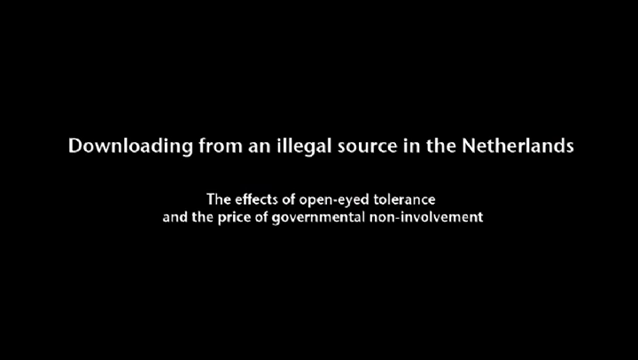 Downloading from an illegal source in the Netherlands
The effects of open-eyed tolerance
and the price of governmental non-involvement